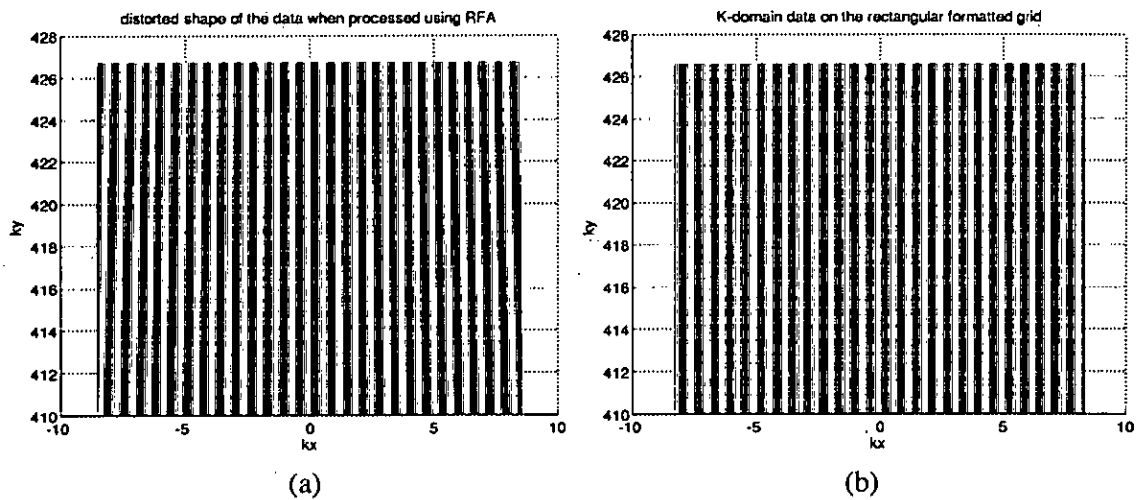 distorted shape of the data when processed using RFA
428
426
424
422
420
418
416
414
412
410
ky
-10 -5 0 5 10
kx
(a)
K-domain data on the rectangular formatted grid
428
426
424
422
420
418
416
414
412
410
ky
-10 -5 0 5 10
kx
(b)